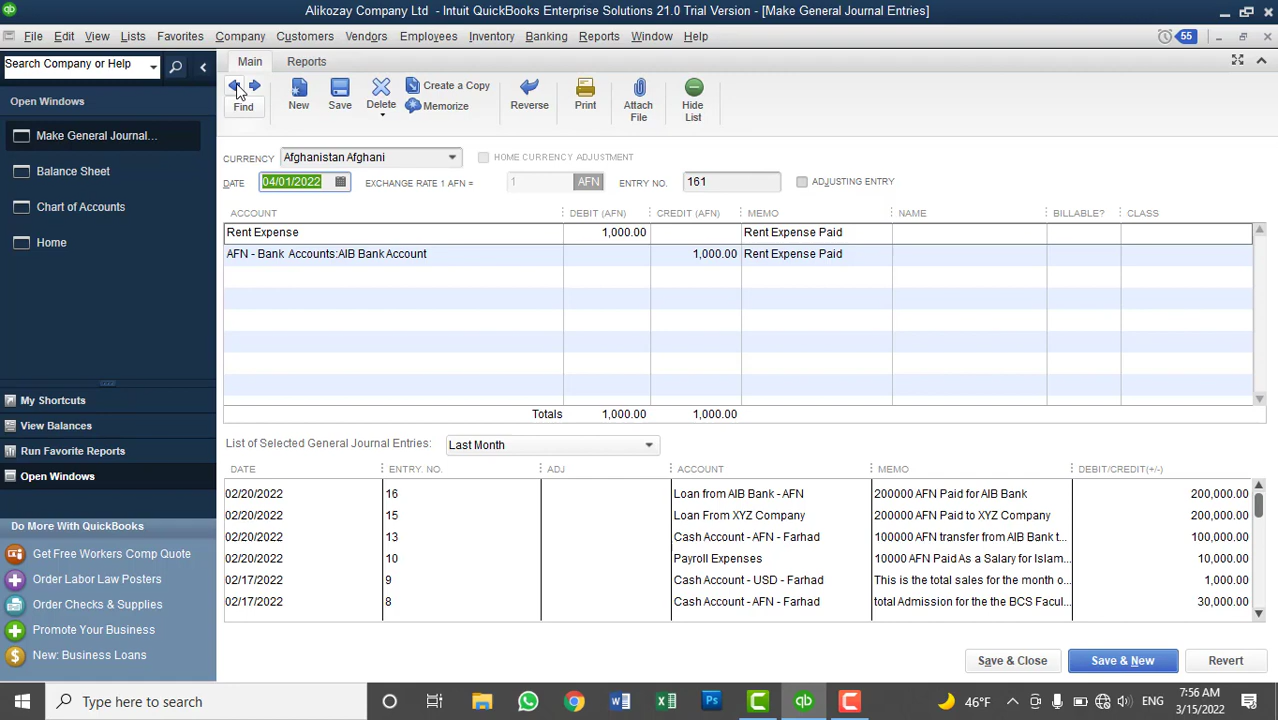 Alikozay Company Ltd - Intuit QuickBooks Enterprise Solutions 21.0 Trial Version - [Make General Journal Entries]
File Edit View Lists Favorites Company Customers Vendors Employees Inventory Banking Reports Window Help 55
Search Company or Help
Open Windows
Make General Journal...
Balance Sheet
Chart of Accounts
Home
My Shortcuts
View Balances
Run Favorite Reports
Open Windows
Do More With QuickBooks
Get Free Workers Comp Quote
Order Labor Law Posters
Order Checks & Supplies
Promote Your Business
New: Business Loans
Main Reports
Find New Save Delete Create a Copy Memorize Reverse Print Attach File Hide List
CURRENCY Afghanistan Afghani HOME CURRENCY ADJUSTMENT
DATE 04/01/2022 EXCHANGE RATE 1 AFN = 1 AFN ENTRY NO. 161 ADJUSTING ENTRY
ACCOUNT DEBIT (AFN) CREDIT (AFN) MEMO NAME BILLABLE? CLASS
Rent Expense 1,000.00 Rent Expense Paid
AFN - Bank Accounts:AIB Bank Account 1,000.00 Rent Expense Paid
Totals 1,000.00 1,000.00
List of Selected General Journal Entries: Last Month
DATE ENTRY. NO. ADJ ACCOUNT MEMO DEBIT/CREDIT(+/-)
02/20/2022 16 Loan from AIB Bank - AFN 200000 AFN Paid for AIB Bank 200,000.00
02/20/2022 15 Loan From XYZ Company 200000 AFN Paid to XYZ Company 200,000.00
02/20/2022 13 Cash Account - AFN - Farhad 100000 AFN transfer from AIB Bank t... 100,000.00
02/20/2022 10 Payroll Expenses 10000 AFN Paid As a Salary for Islam... 10,000.00
02/17/2022 9 Cash Account - USD - Farhad This is the total sales for the month o... 1,000.00
02/17/2022 8 Cash Account - AFN - Farhad total Admission for the the BCS Facul... 30,000.00
Save & Close Save & New Revert
Type here to search 46°F ENG 7:56 AM
3/15/2022